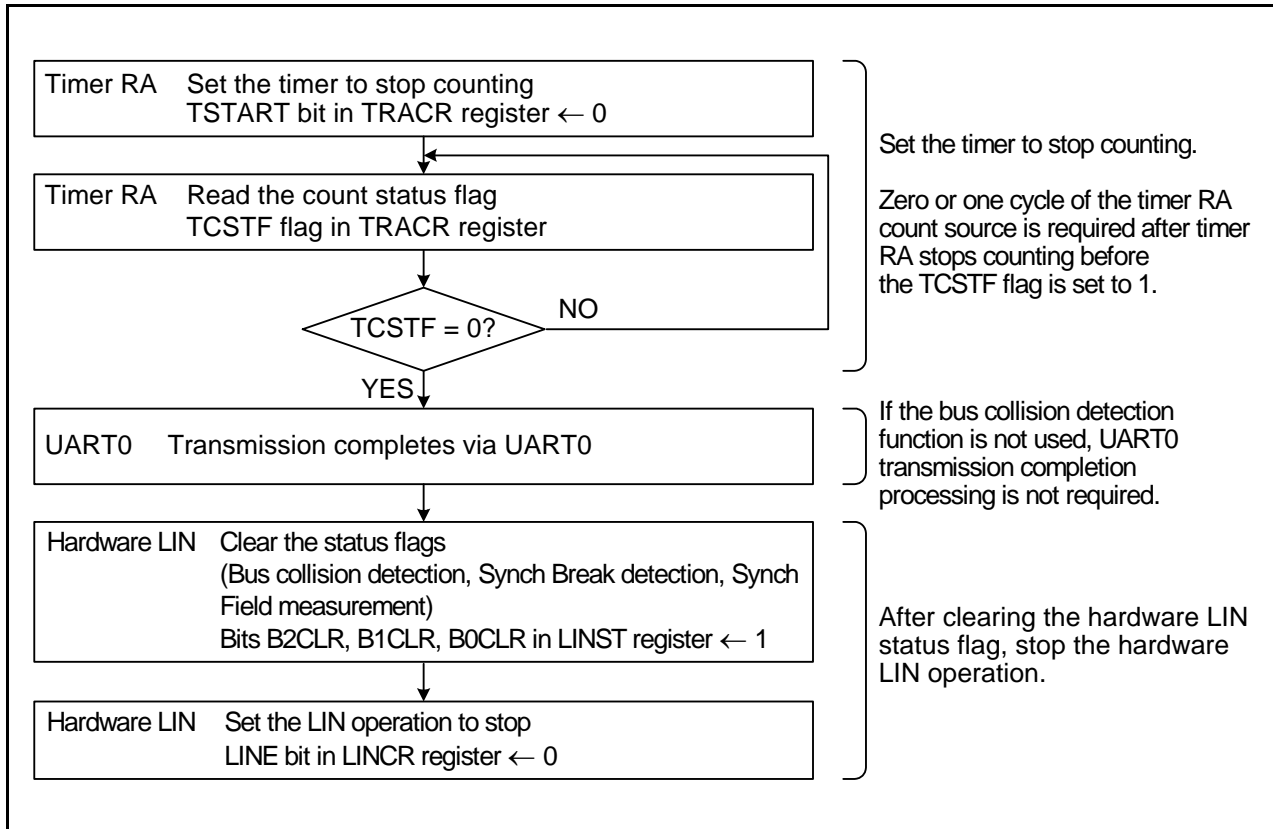 Timer RA Set the timer to stop counting
TSTART bit in TRACR register ← 0
Timer RA Read the count status flag
TCSTF flag in TRACR register
TCSTF = 0?
NO
YES
Set the timer to stop counting.
Zero or one cycle of the timer RA
count source is required after timer
RA stops counting before
the TCSTF flag is set to 1.
UART0 Transmission completes via UART0
If the bus collision detection
function is not used, UART0
transmission completion
processing is not required.
Hardware LIN Clear the status flags
(Bus collision detection, Synch Break detection, Synch
Field measurement)
Bits B2CLR, B1CLR, B0CLR in LINST register ← 1
Hardware LIN Set the LIN operation to stop
LINE bit in LINCR register ← 0
After clearing the hardware LIN
status flag, stop the hardware
LIN operation.